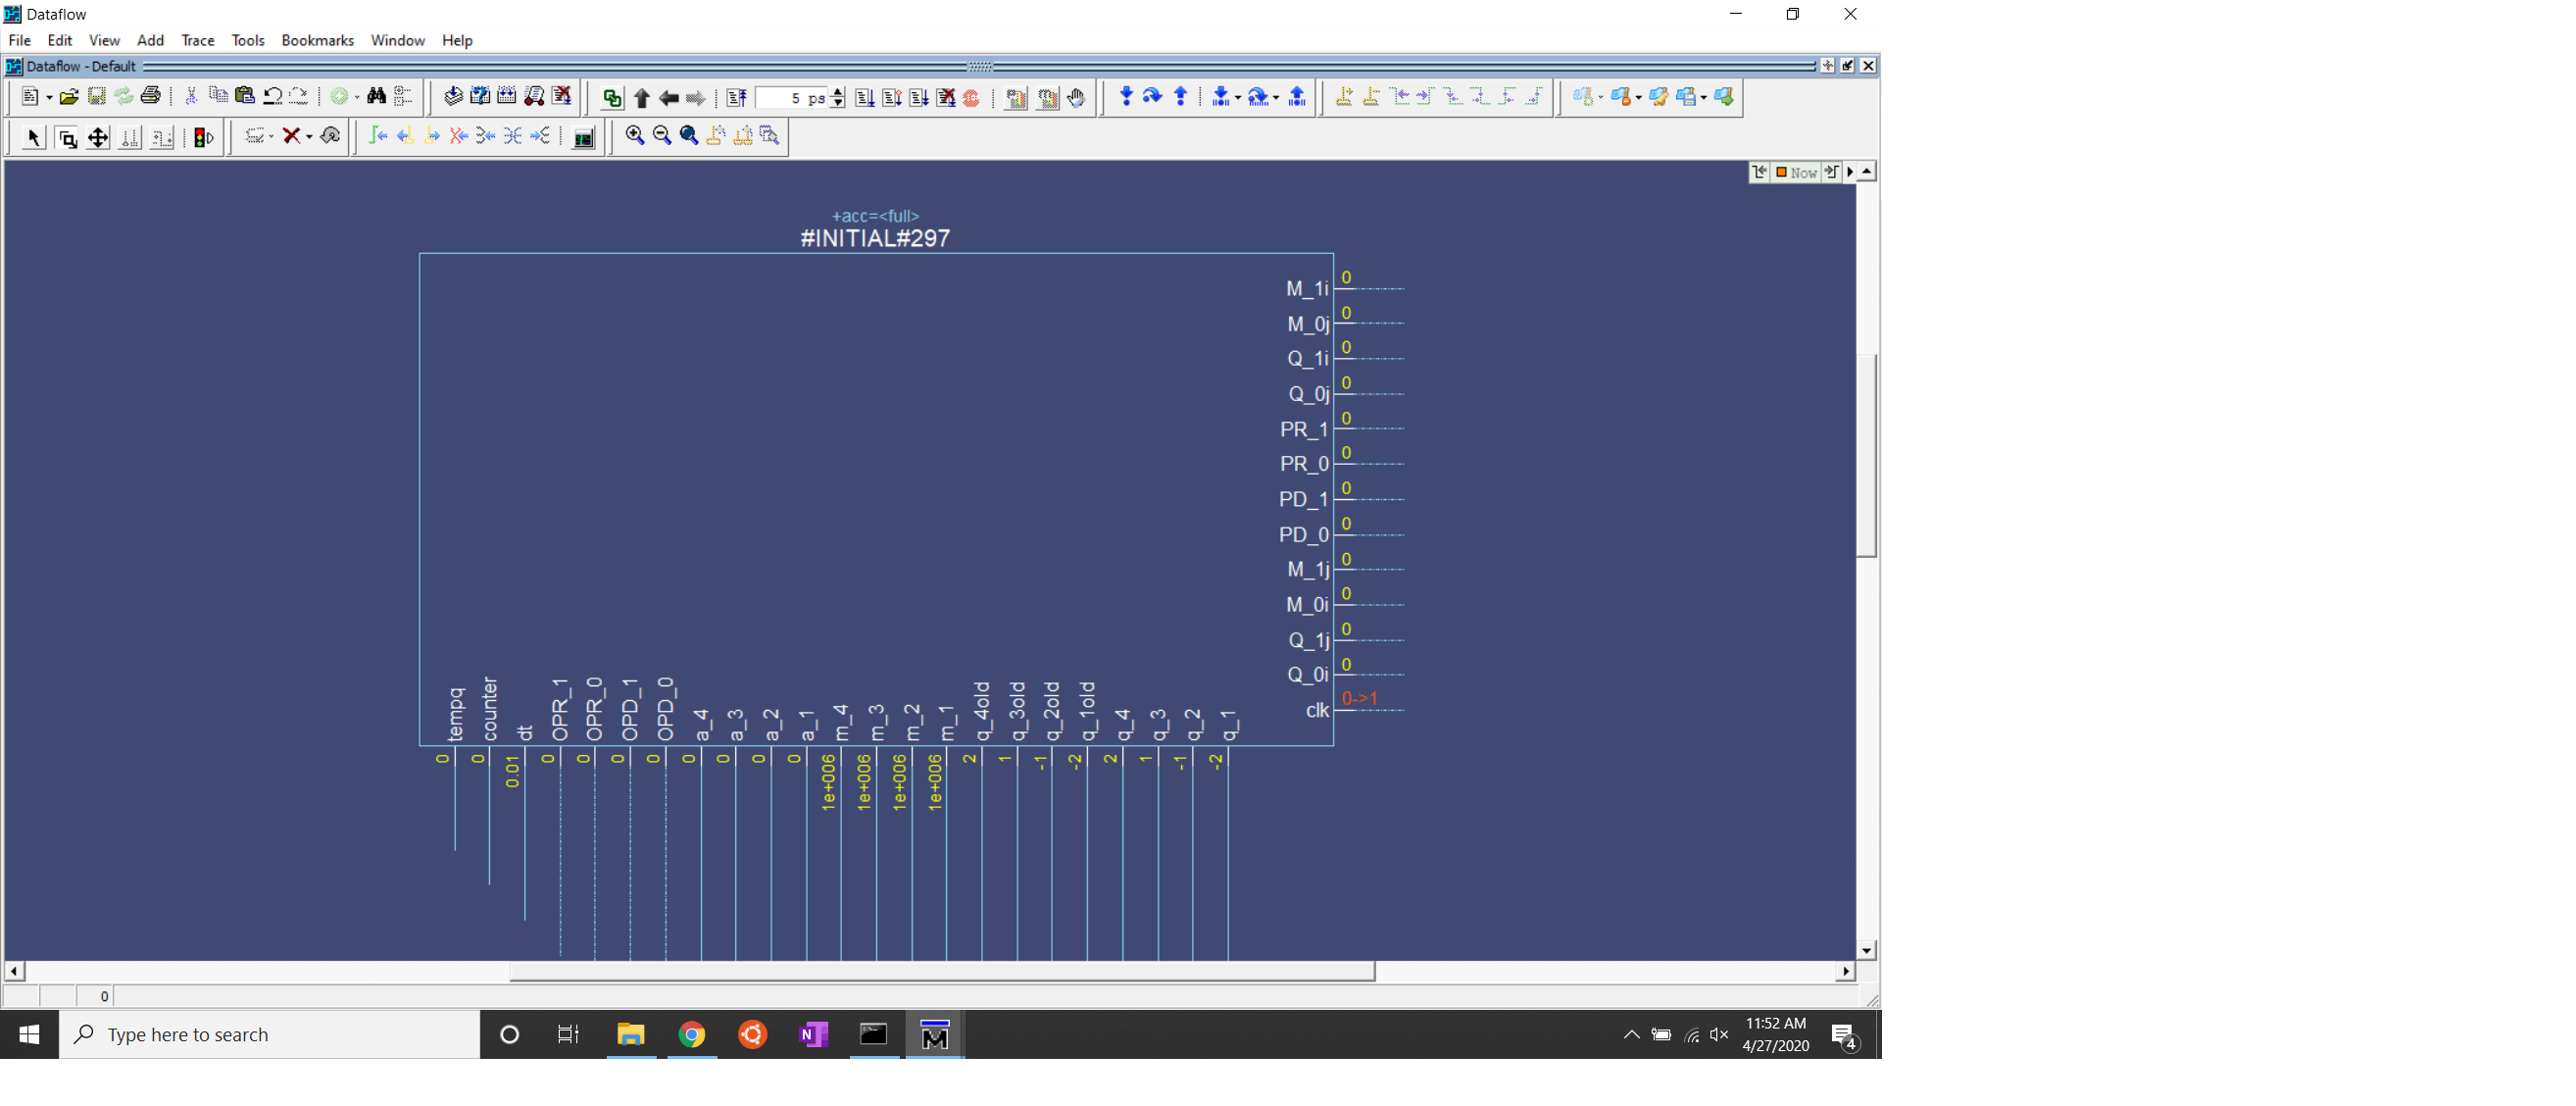 Dataflow
File Edit View Add Trace Tools Bookmarks Window Help
Dataflow - Default
5 ps
Now
+acc=<full>
#INITIAL#297
M_1i 0
M_0j 0
Q_1i 0
Q_0j 0
PR_1 0
PR_0 0
PD_1 0
PD_0 0
M_1j 0
M_0i 0
Q_1j 0
Q_0i 0
clk 0->1
tempq counter dt OPR_1 OPR_0 OPD_1 OPD_0 a_4 a_3 a_2 a_1 m_4 m_3 m_2 m_1 q_4old q_3old q_2old q_1old q_4 q_3 q_2 q_1
0 0 0.01 0 0 0 0 0 0 0 0 1e+006 1e+006 1e+006 1e+006 2 1 -1 -2 2 1 -1 -2
0
Type here to search
N
M
11:52 AM
4/27/2020
4